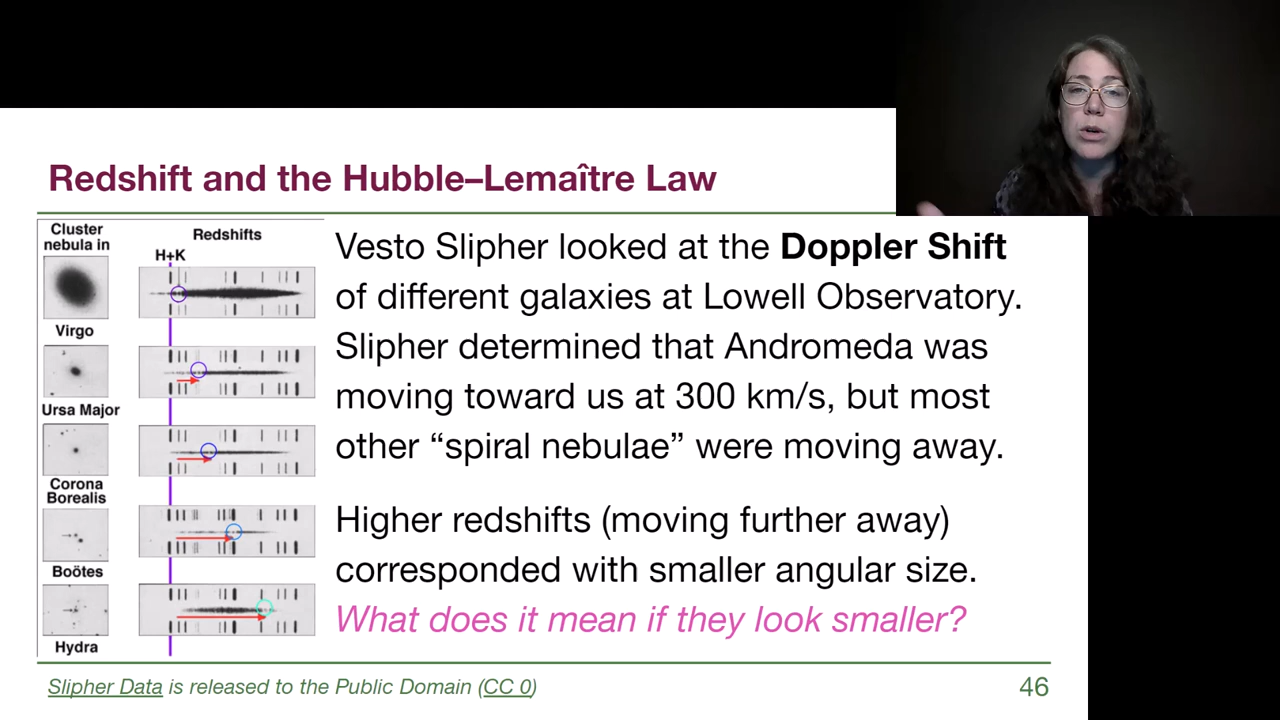 Redshift and the Hubble–Lemaître Law
Cluster
nebula in
Redshifts
H+K
Virgo
Ursa Major
Corona
Borealis
Boötes
Hydra
Vesto Slipher looked at the Doppler Shift
of different galaxies at Lowell Observatory.
Slipher determined that Andromeda was
moving toward us at 300 km/s, but most
other “spiral nebulae” were moving away.
Higher redshifts (moving further away)
corresponded with smaller angular size.
What does it mean if they look smaller?
Slipher Data is released to the Public Domain (CC 0)
46